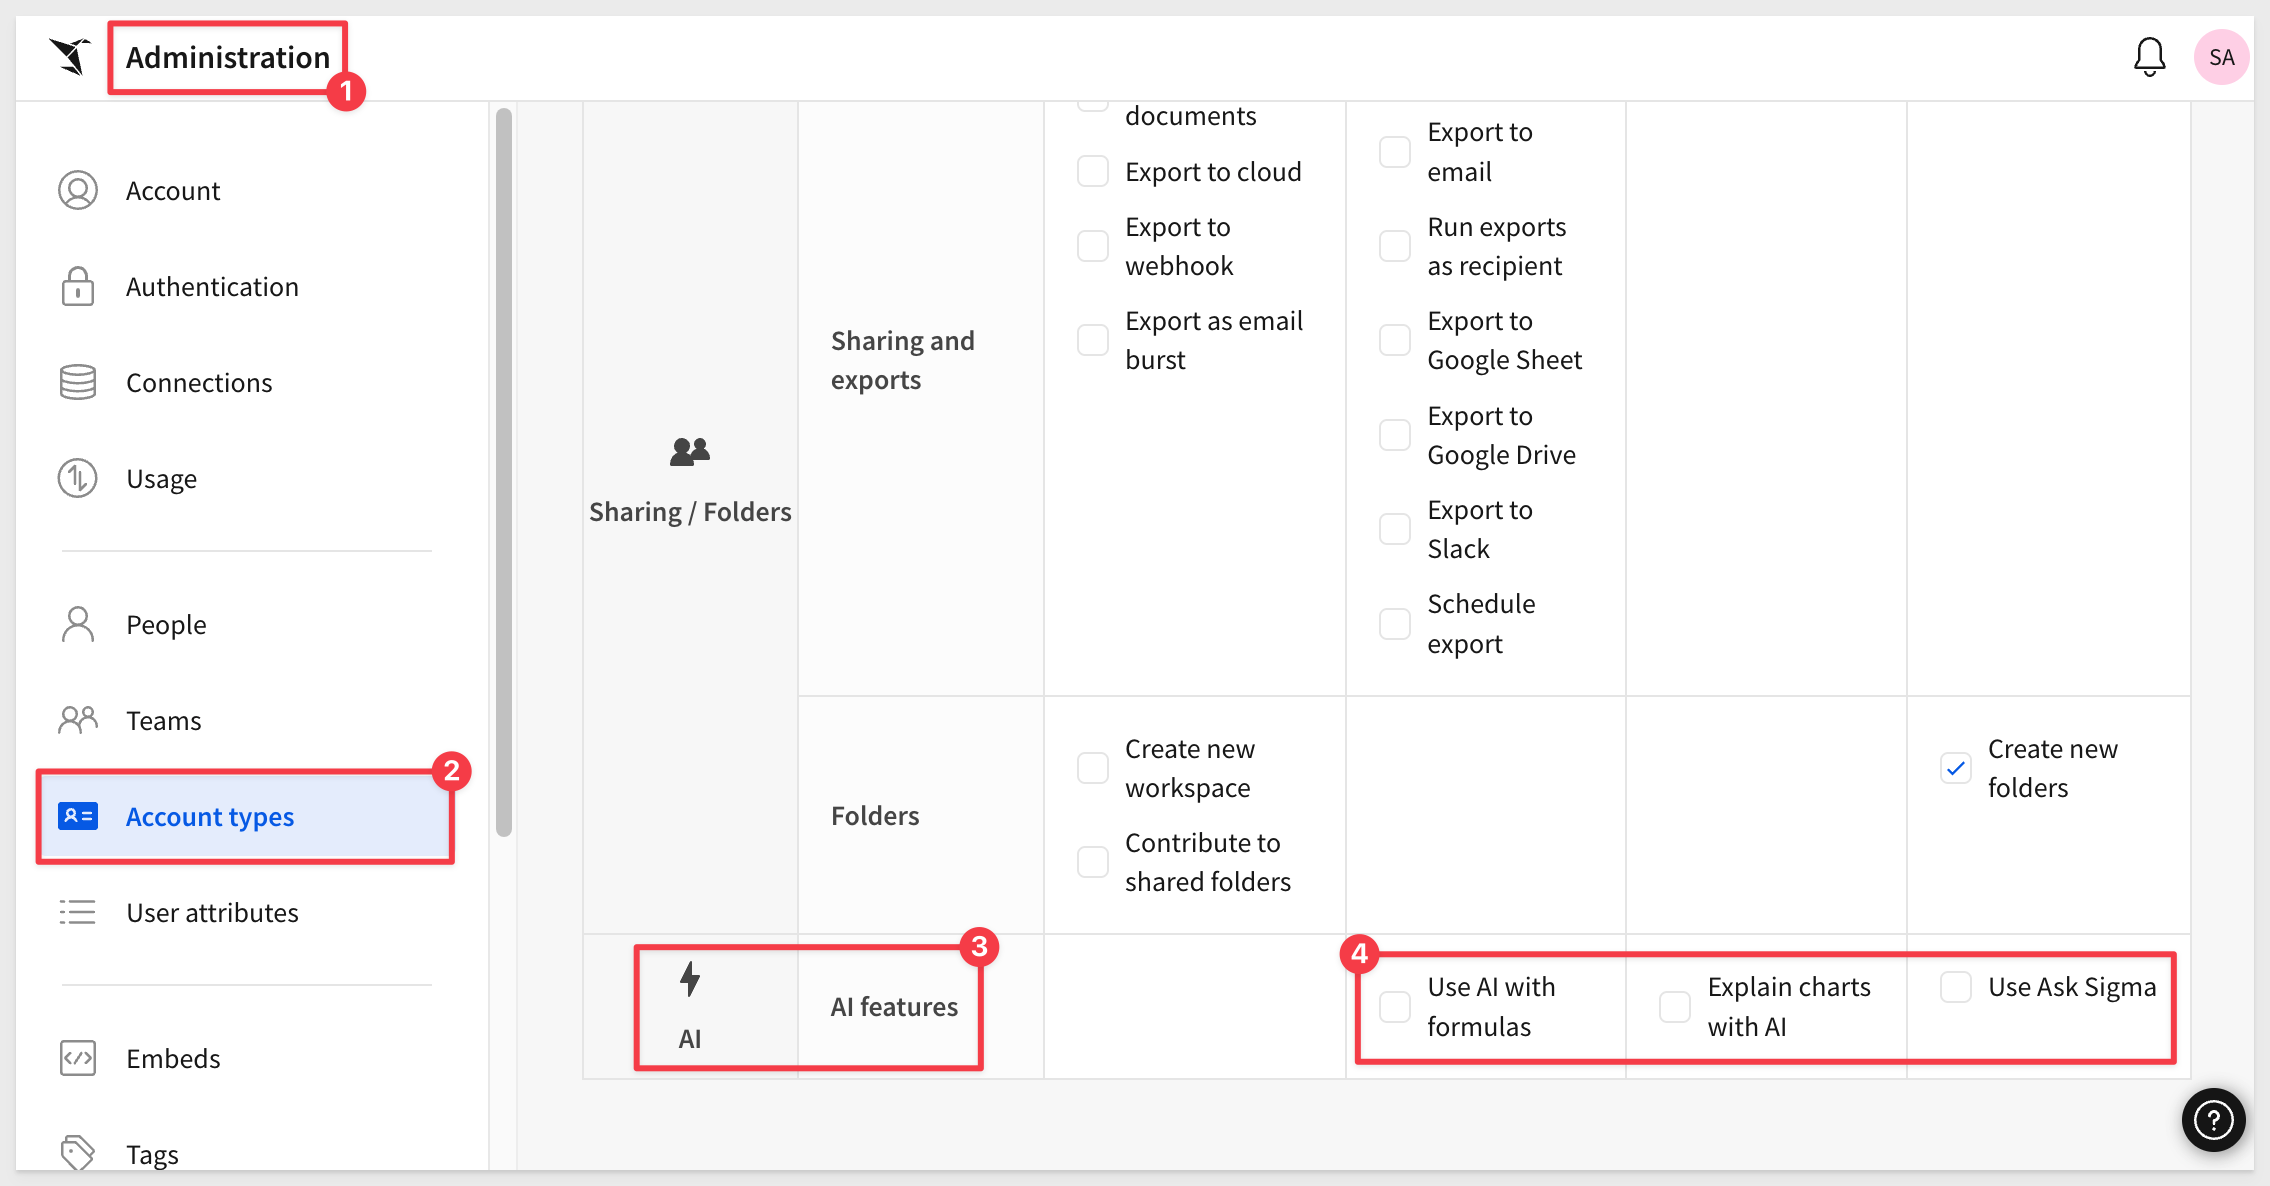 Administration
1
SA
Account
Authentication
Connections
Usage
People
Teams
2
Account types
User attributes
Embeds
Tags
Sharing / Folders
Sharing and
exports
documents
Export to cloud
Export to
webhook
Export as email
burst
Export to
email
Run exports
as recipient
Export to
Google Sheet
Export to
Google Drive
Export to
Slack
Schedule
export
Folders
Create new
workspace
Contribute to
shared folders
Create new
folders
3
AI
AI features
4
Use AI with
formulas
Explain charts
with AI
Use Ask Sigma
?